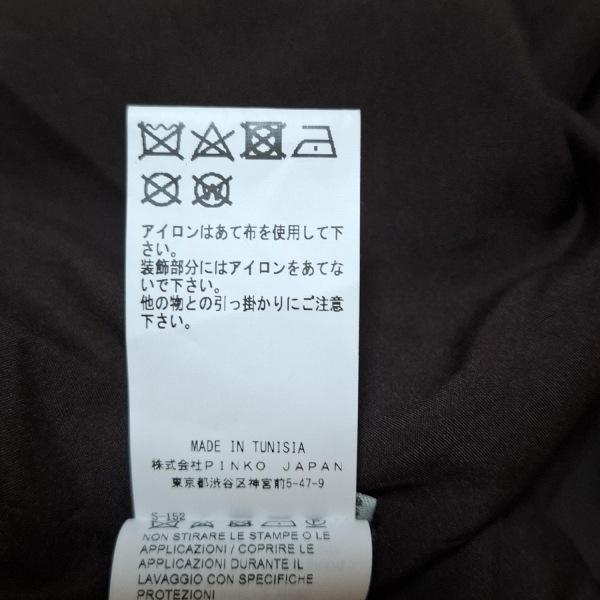 アイロンはあて布を使用して下
さい。
装飾部分にはアイロンをあてな
いで下さい。
他の物との引っ掛かりにご注意
下さい。
MADE IN TUNISIA
株式会社PINKO JAPAN
東京都渋谷区神宮前5-47-9
S-152
NON STIRARE LE STAMPE O LE
APPLICAZIONI / COPRIRE LE
APPLICAZIONI DURANTE IL
LAVAGGIO CON SPECIFICHE
PROTEZIONI